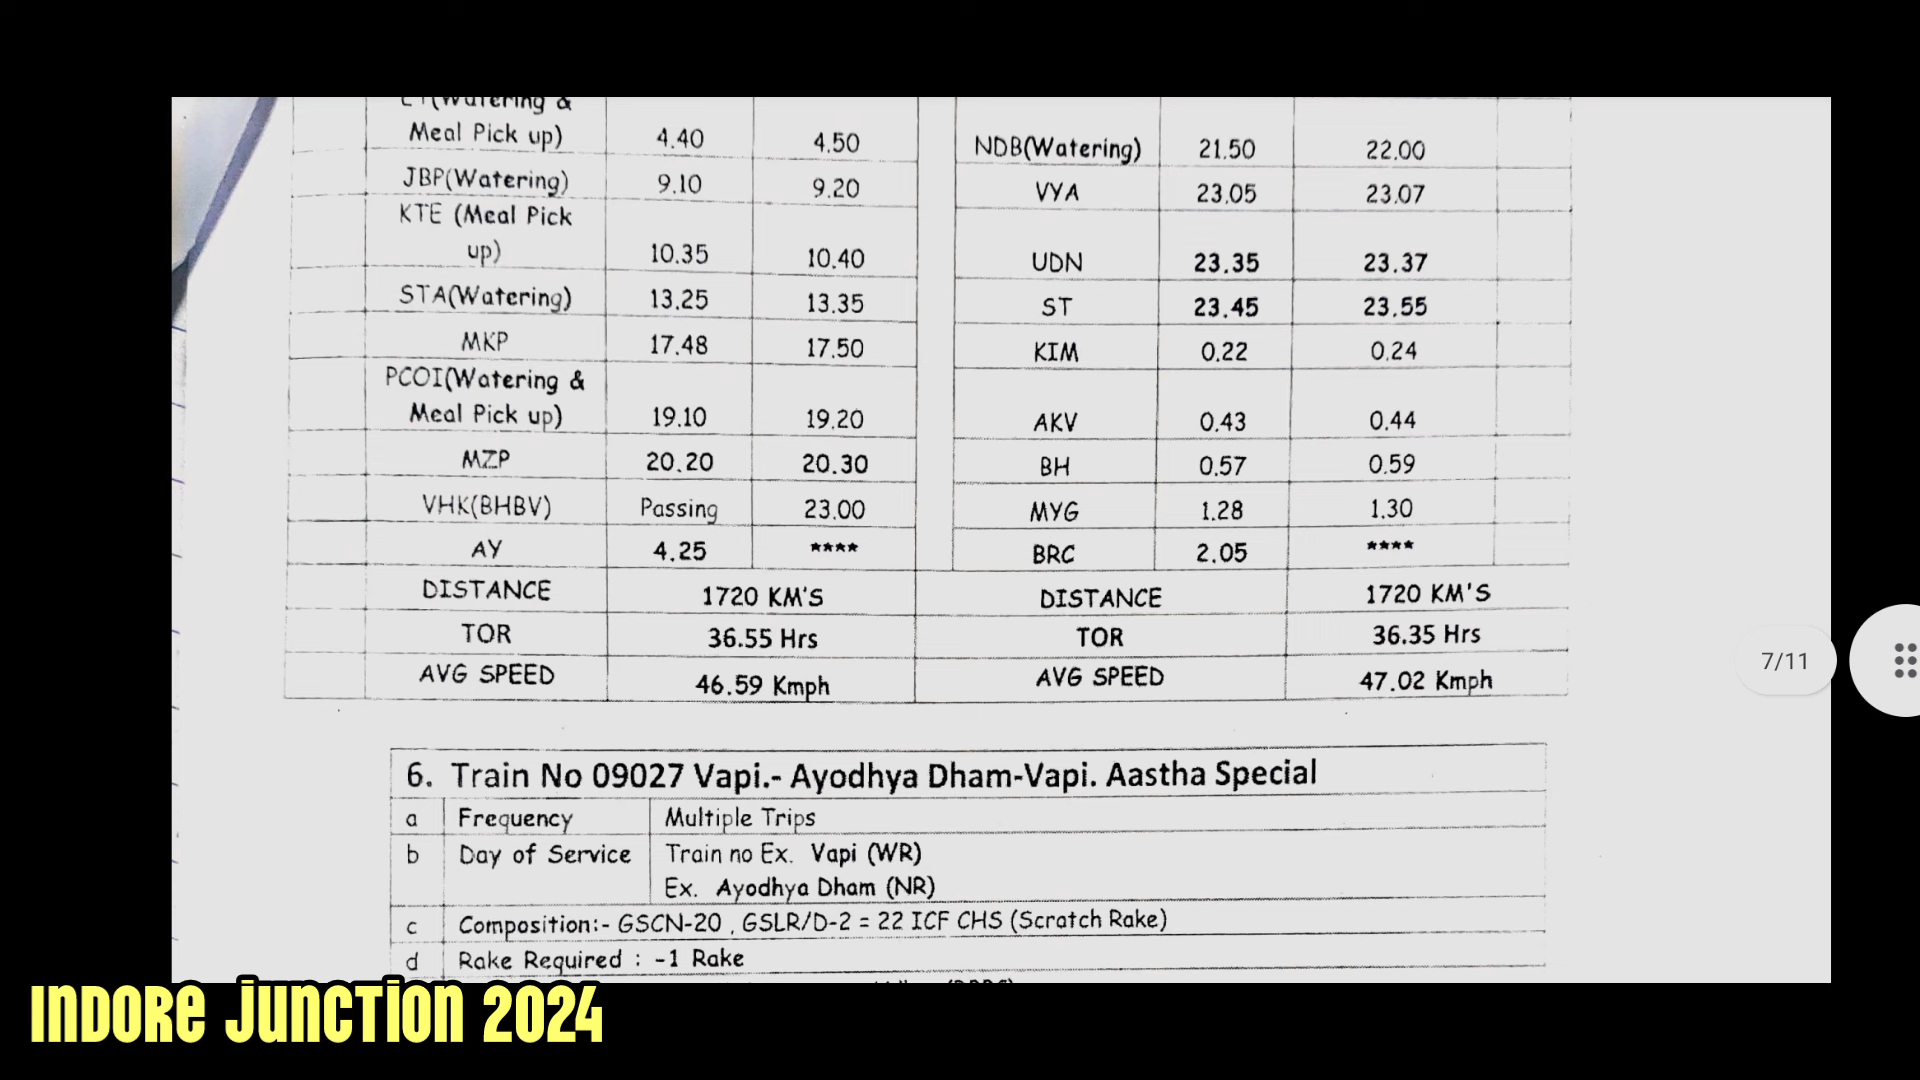 Meal Pick up) 4.40 4.50 NDB(Watering) 21.50 22.00
JBP(Watering) 9.10 9.20 VYA 23.05 23.07
KTE (Meal Pick
up) 10.35 10.40 UDN 23.35 23.37
STA(Watering) 13.25 13.35 ST 23.45 23.55
MKP 17.48 17.50 KIM 0.22 0.24
PCOI(Watering &
Meal Pick up) 19.10 19.20 AKV 0.43 0.44
MZP 20.20 20.30 BH 0.57 0.59
VHK(BHBV) Passing 23.00 MYG 1.28 1.30
AY 4.25 **** BRC 2.05 ****
DISTANCE 1720 KM'S DISTANCE 1720 KM'S
TOR 36.55 Hrs TOR 36.35 Hrs
AVG SPEED 46.59 Kmph AVG SPEED 47.02 Kmph
7/11
6. Train No 09027 Vapi.- Ayodhya Dham-Vapi. Aastha Special
a Frequency Multiple Trips
b Day of Service Train no Ex. Vapi (WR)
Ex. Ayodhya Dham (NR)
c Composition:- GSCN-20 , GSLR/D-2 = 22 ICF CHS (Scratch Rake)
d Rake Required : -1 Rake
INDORE JUNCTION 2024